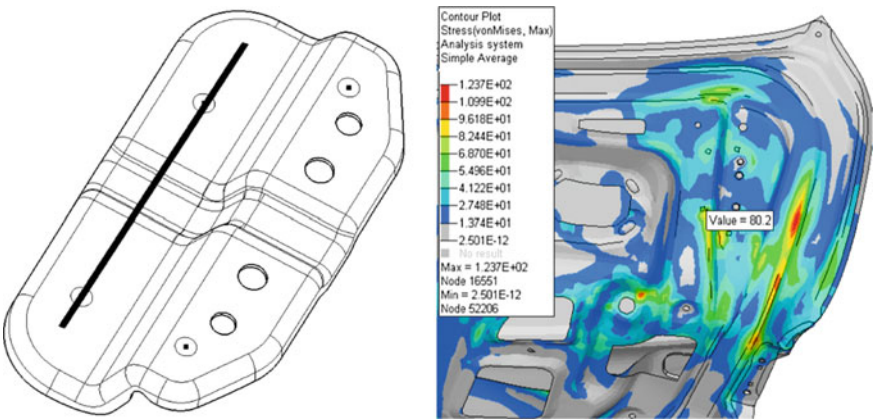 Contour Plot
Stress(vonMises, Max)
Analysis system
Simple Average
1.237E+02
1.099E+02
9.618E+01
8.244E+01
6.870E+01
5.496E+01
4.122E+01
2.748E+01
1.374E+01
2.501E-12
No result
Max = 1.237E+02
Node 16551
Min = 2.501E-12
Node 52206
Value = 80.2